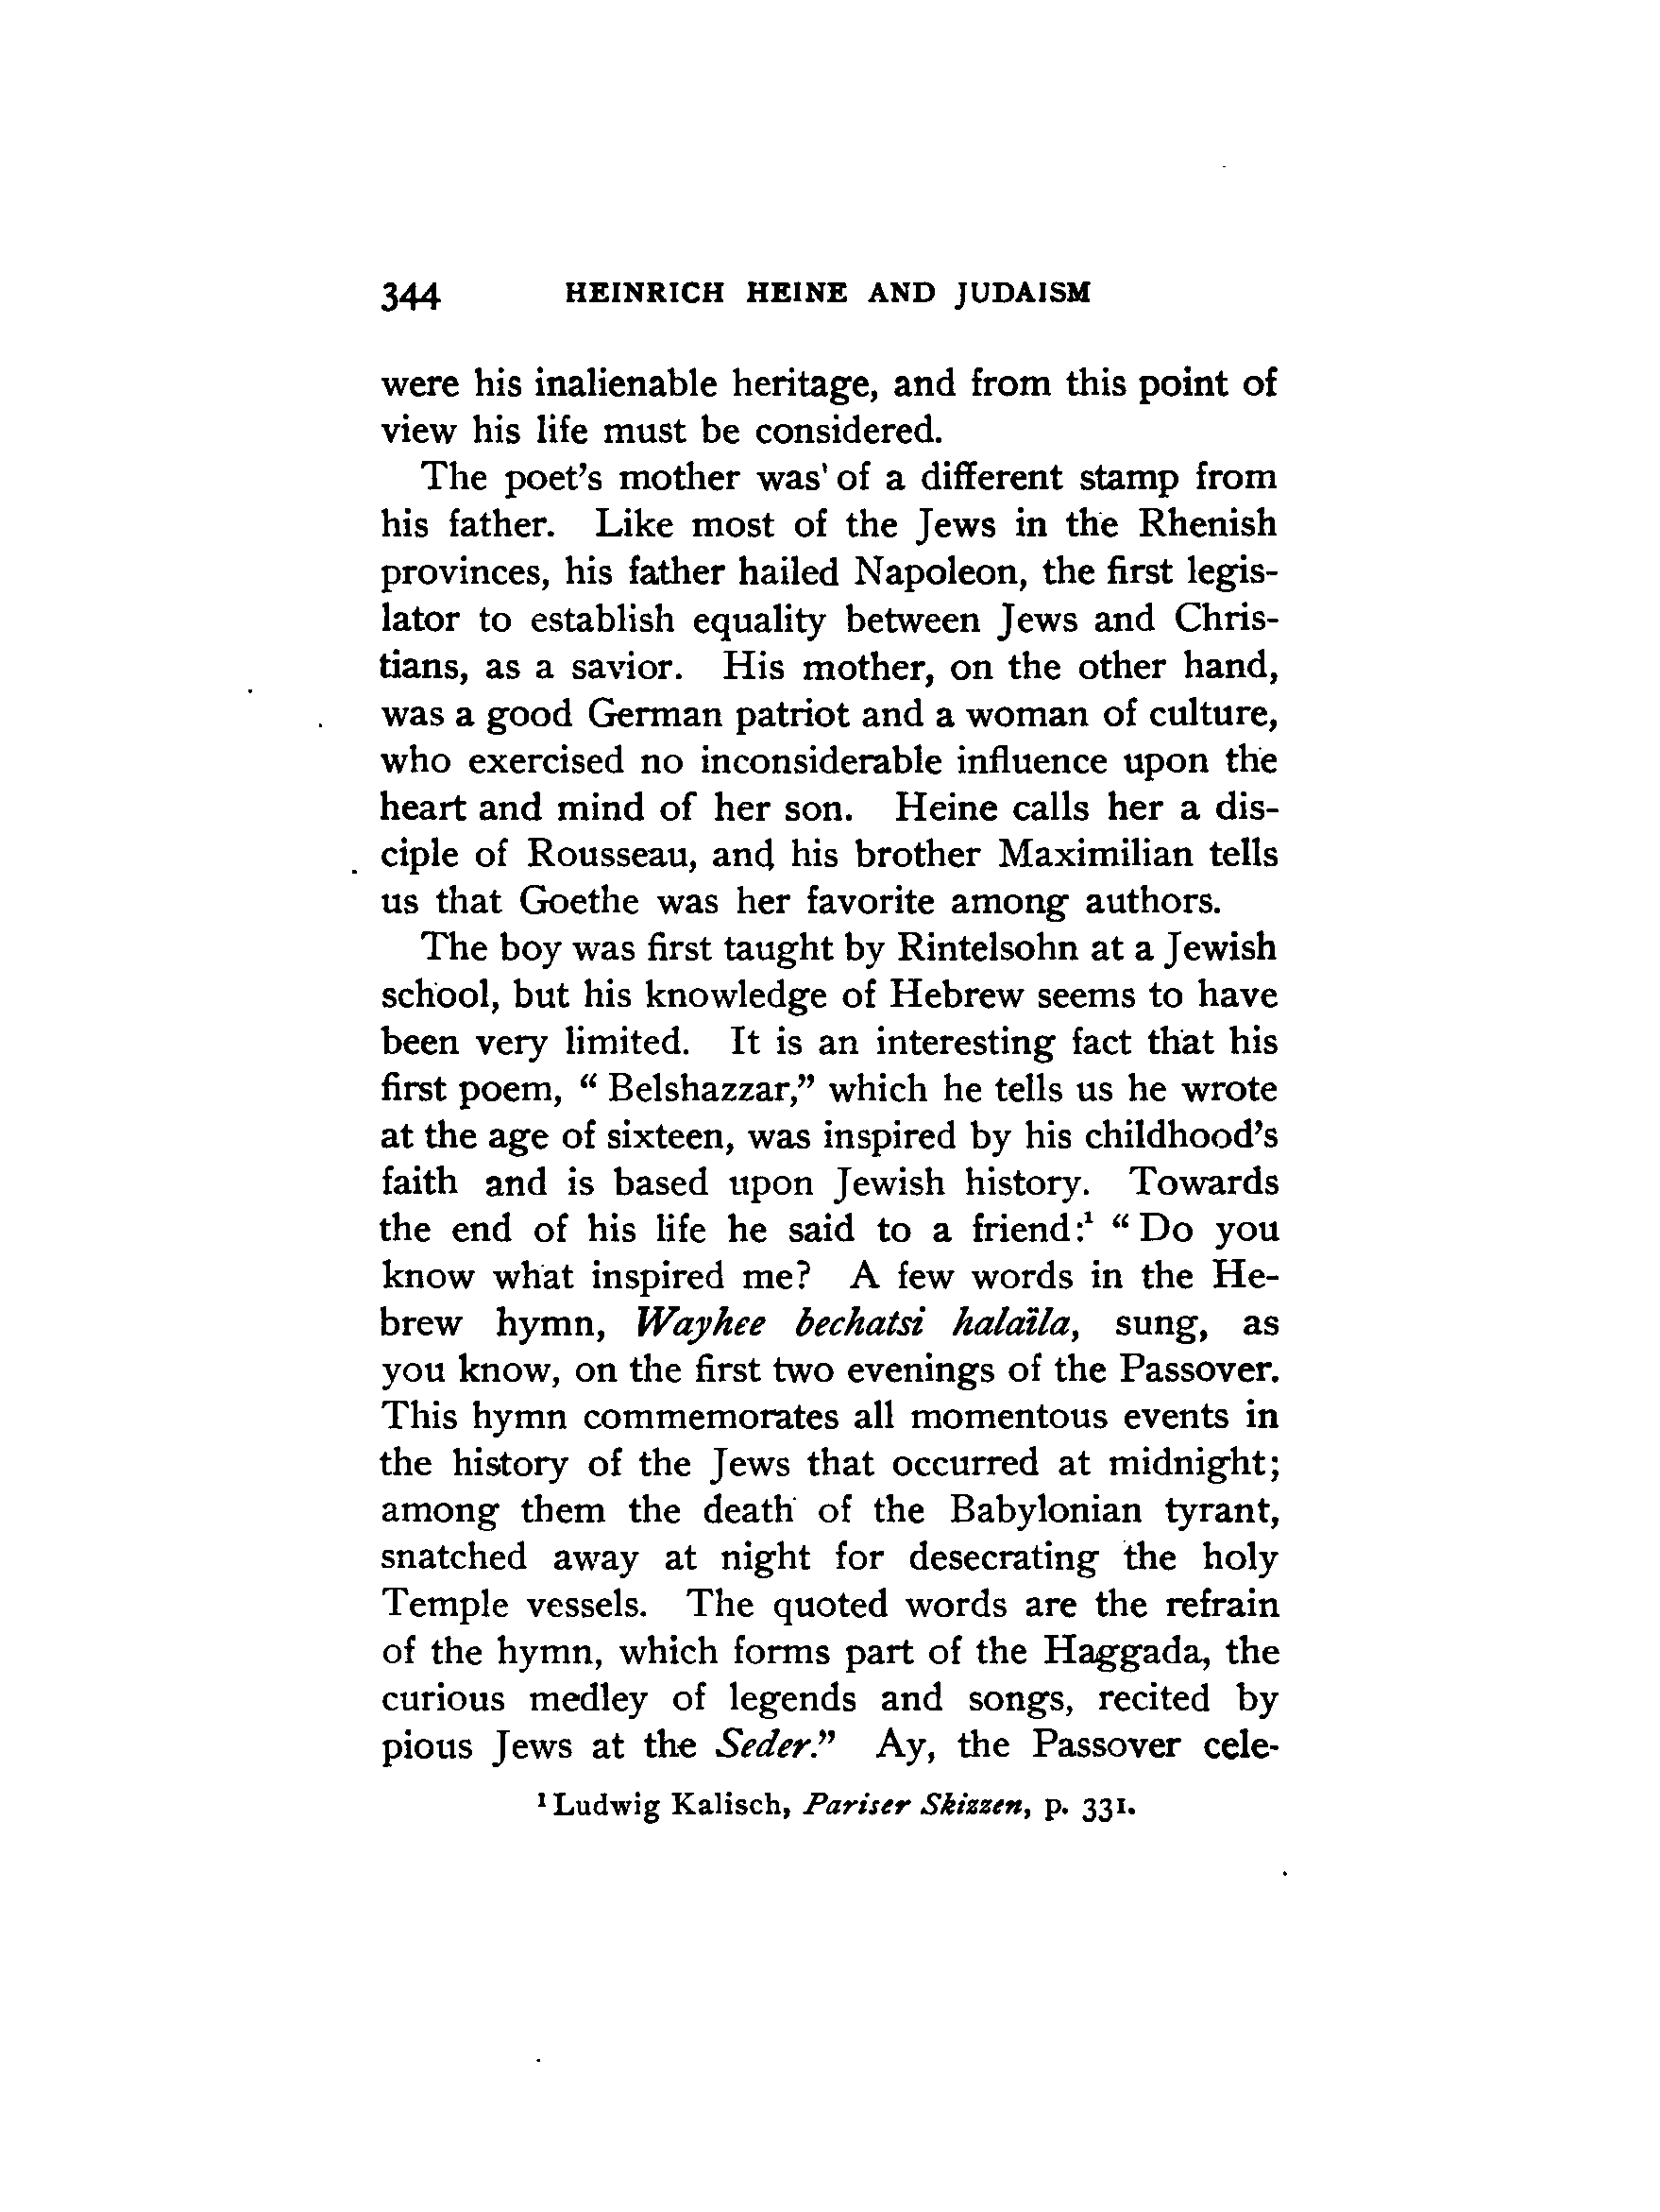 344 HEINRICH HEINE AND JUDAISM
were his inalienable heritage, and from this point of
view his life must be considered.
The poet's mother was' of a different stamp from
his father. Like most of the Jews in the Rhenish
provinces, his father hailed Napoleon, the first legis-
lator to establish equality between Jews and Chris-
tians, as a savior. His mother, on the other hand,
was a good German patriot and a woman of culture,
who exercised no inconsiderable influence upon the
heart and mind of her son. Heine calls her a dis-
ciple of Rousseau, and his brother Maximilian tells
us that Goethe was her favorite among authors.
The boy was first taught by Rintelsohn at a Jewish
school, but his knowledge of Hebrew seems to have
been very limited. It is an interesting fact that his
first poem, “ Belshazzar,” which he tells us he wrote
at the age of sixteen, was inspired by his childhood's
faith and is based upon Jewish history. Towards
the end of his life he said to a friend:¹ “ Do you
know what inspired me? A few words in the He-
brew hymn, Wayhee bechatsi halaïla, sung, as
you know, on the first two evenings of the Passover.
This hymn commemorates all momentous events in
the history of the Jews that occurred at midnight;
among them the death of the Babylonian tyrant,
snatched away at night for desecrating the holy
Temple vessels. The quoted words are the refrain
of the hymn, which forms part of the Haggada, the
curious medley of legends and songs, recited by
pious Jews at the Seder.” Ay, the Passover cele-
¹ Ludwig Kalisch, Pariser Skizzen, p. 331.